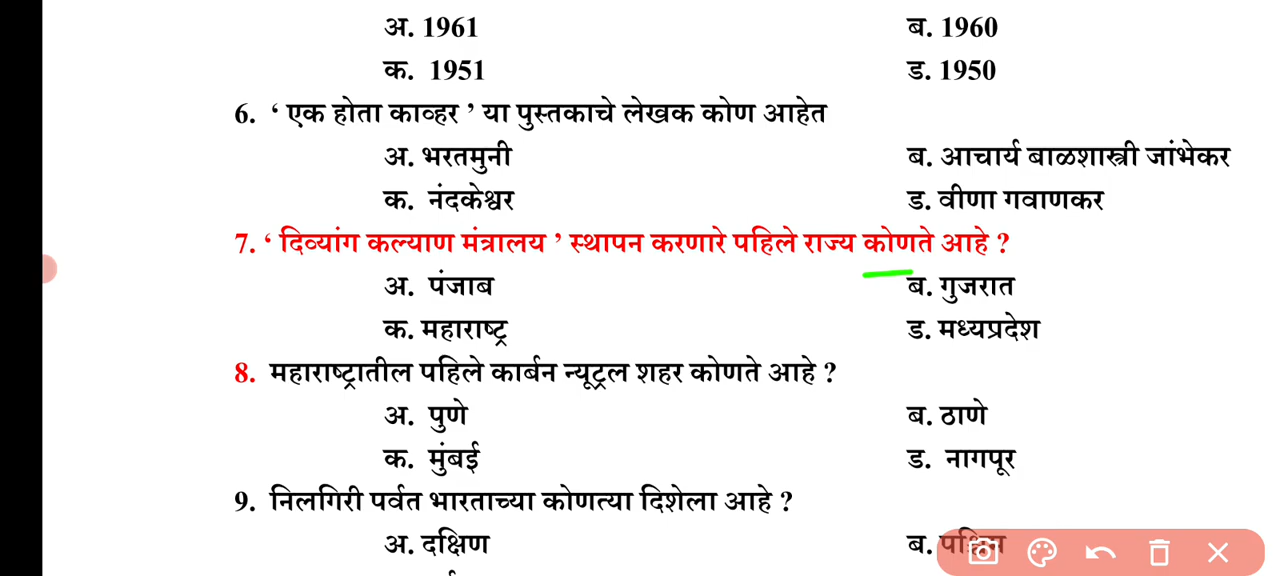 अ. 1961 ब. 1960
क. 1951 ड. 1950
6. ‘ एक होता काव्हर ’ या पुस्तकाचे लेखक कोण आहेत
अ. भरतमुनी ब. आचार्य बाळशास्त्री जांभेकर
क. नंदकेश्वर ड. वीणा गवाणकर
7. ‘ दिव्यांग कल्याण मंत्रालय ’ स्थापन करणारे पहिले राज्य कोणते आहे ?
अ. पंजाब ब. गुजरात
क. महाराष्ट्र ड. मध्यप्रदेश
8. महाराष्ट्रातील पहिले कार्बन न्यूट्रल शहर कोणते आहे ?
अ. पुणे ब. ठाणे
क. मुंबई ड. नागपूर
9. निलगिरी पर्वत भारताच्या कोणत्या दिशेला आहे ?
अ. दक्षिण ब. पश्चिम